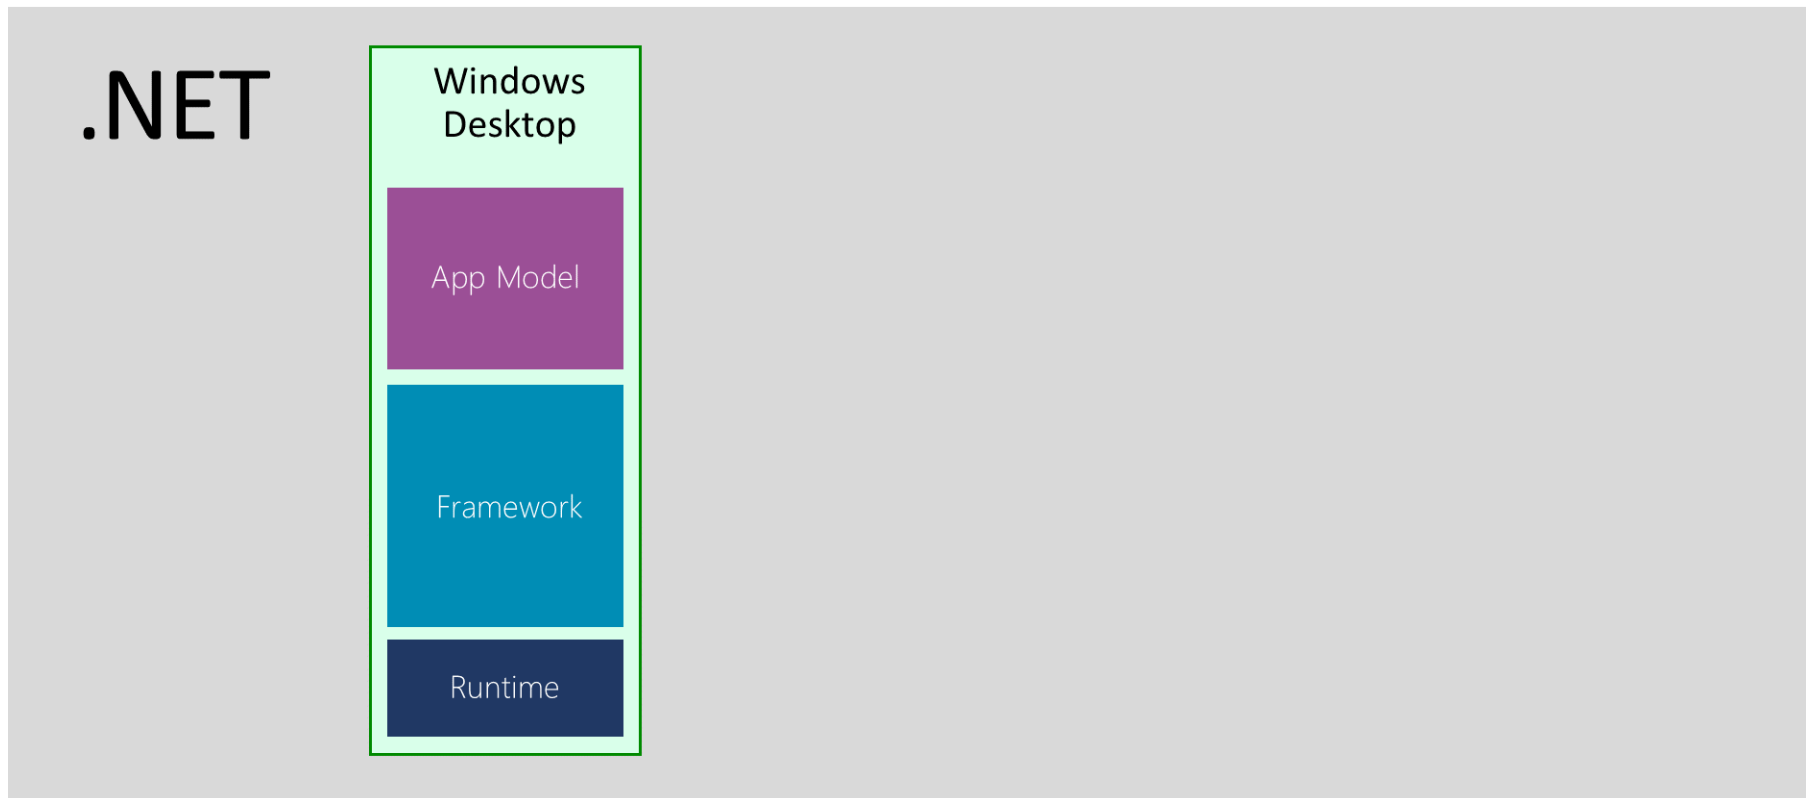 .NET
Windows
Desktop
App Model
Framework
Runtime